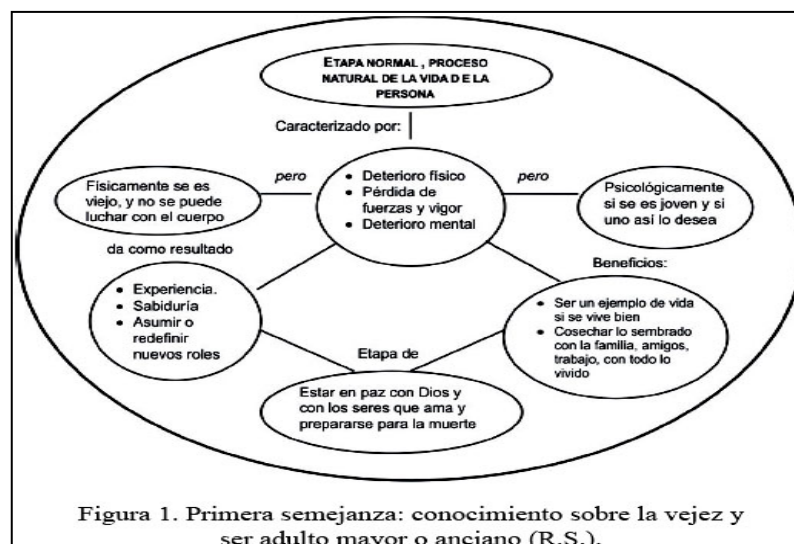 ETAPA NORMAL , PROCESO
NATURAL DE LA VIDA D E LA
PERSONA
Caracterizado por:
Físicamente se es
viejo, y no se puede
luchar con el cuerpo
pero
• Deterioro físico
• Pérdida de
fuerzas y vigor
• Deterioro mental
pero
Psicológicamente
si se es joven y si
uno así lo desea
da como resultado
Beneficios:
• Experiencia.
• Sabiduría
• Asumir o
redefinir
nuevos roles
• Ser un ejemplo de vida
si se vive bien
• Cosechar lo sembrado
con la familia, amigos,
trabajo, con todo lo
vivido
Etapa de
Estar en paz con Dios y
con los seres que ama y
prepararse para la muerte
Figura 1. Primera semejanza: conocimiento sobre la vejez y
ser adulto mayor o anciano (R.S.).